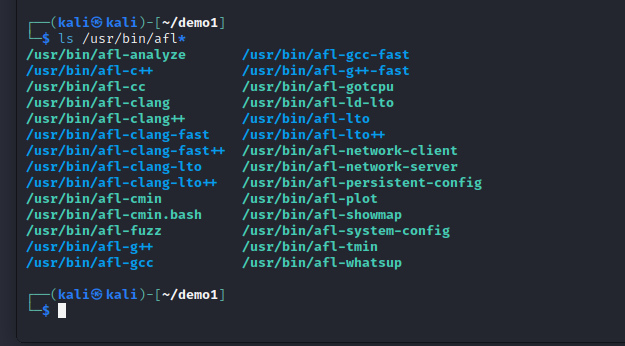 ┌──(kali㉿kali)-[~/demo1]
└─$ ls /usr/bin/afl*
/usr/bin/afl-analyze /usr/bin/afl-gcc-fast
/usr/bin/afl-c++ /usr/bin/afl-g++-fast
/usr/bin/afl-cc /usr/bin/afl-gotcpu
/usr/bin/afl-clang /usr/bin/afl-ld-lto
/usr/bin/afl-clang++ /usr/bin/afl-lto
/usr/bin/afl-clang-fast /usr/bin/afl-lto++
/usr/bin/afl-clang-fast++ /usr/bin/afl-network-client
/usr/bin/afl-clang-lto /usr/bin/afl-network-server
/usr/bin/afl-clang-lto++ /usr/bin/afl-persistent-config
/usr/bin/afl-cmin /usr/bin/afl-plot
/usr/bin/afl-cmin.bash /usr/bin/afl-showmap
/usr/bin/afl-fuzz /usr/bin/afl-system-config
/usr/bin/afl-g++ /usr/bin/afl-tmin
/usr/bin/afl-gcc /usr/bin/afl-whatsup
┌──(kali㉿kali)-[~/demo1]
└─$